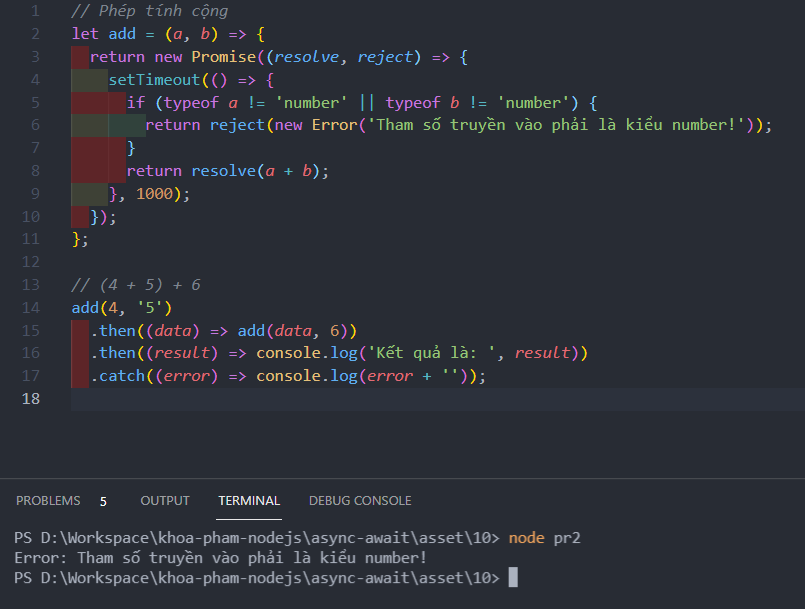 1 // Phép tính cộng
2 let add = (a, b) => {
3 return new Promise((resolve, reject) => {
4 setTimeout(() => {
5 if (typeof a != 'number' || typeof b != 'number') {
6 return reject(new Error('Tham số truyền vào phải là kiểu number!'));
7 }
8 return resolve(a + b);
9 }, 1000);
10 });
11 };
12
13 // (4 + 5) + 6
14 add(4, '5')
15 .then((data) => add(data, 6))
16 .then((result) => console.log('Kết quả là: ', result))
17 .catch((error) => console.log(error + ''));
18
PROBLEMS 5 OUTPUT TERMINAL DEBUG CONSOLE
PS D:\Workspace\khoa-pham-nodejs\async-await\asset\10> node pr2
Error: Tham số truyền vào phải là kiểu number!
PS D:\Workspace\khoa-pham-nodejs\async-await\asset\10>